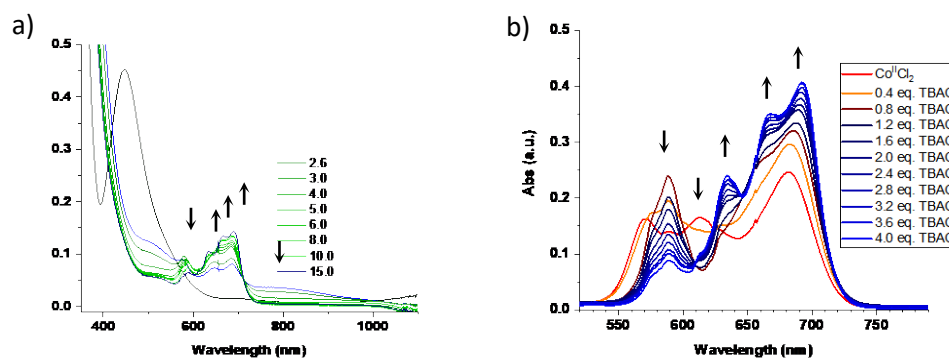 a)
b)
0.5
0.4
0.3
0.2
0.1
0.0
400
600
800
1000
Wavelength (nm)
2.6
3.0
4.0
5.0
6.0
8.0
10.0
15.0
0.5
0.4
0.3
0.2
0.1
0.0
Abs (a.u.)
550
600
650
700
750
Wavelength (nm)
CoᴵᴵCl₂
0.4 eq. TBAC
0.8 eq. TBAC
1.2 eq. TBAC
1.6 eq. TBAC
2.0 eq. TBAC
2.4 eq. TBAC
2.8 eq. TBAC
3.2 eq. TBAC
3.6 eq. TBAC
4.0 eq. TBAC